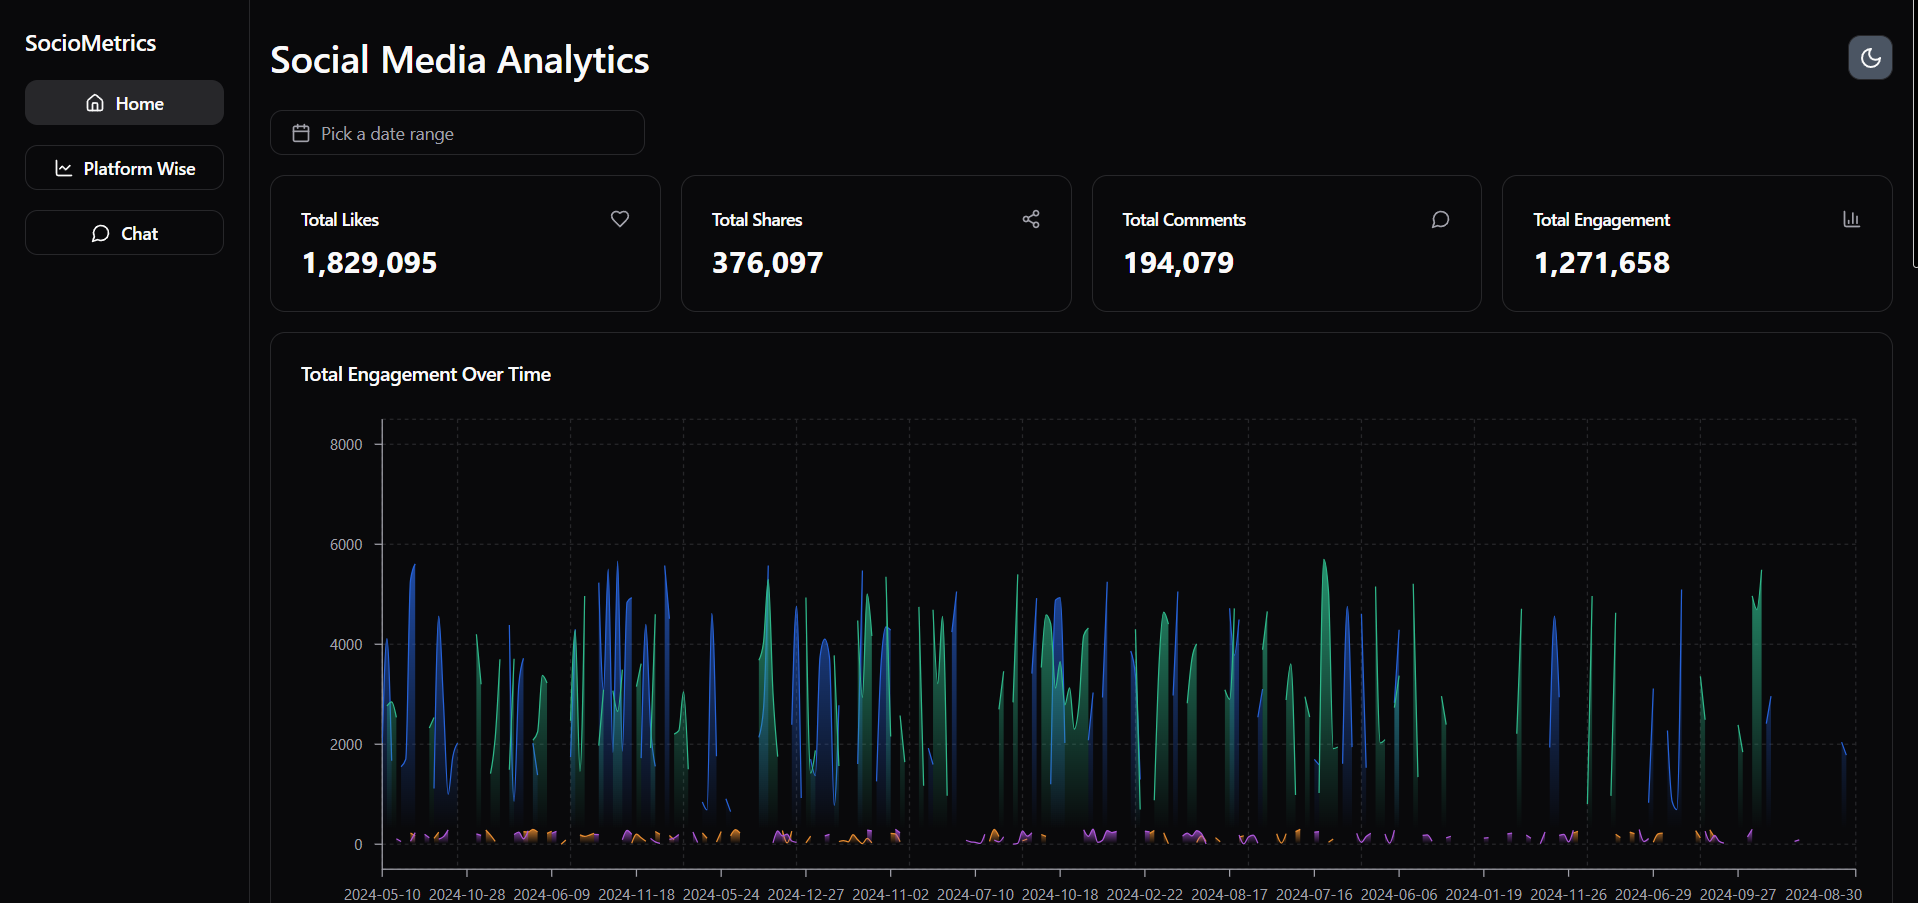 SocioMetrics
Home
Platform Wise
Chat
Social Media Analytics
Pick a date range
Total Likes
1,829,095
Total Shares
376,097
Total Comments
194,079
Total Engagement
1,271,658
Total Engagement Over Time
8000
6000
4000
2000
0
2024-05-10 2024-10-28 2024-06-09 2024-11-18 2024-05-24 2024-12-27 2024-11-02 2024-07-10 2024-10-18 2024-02-22 2024-08-17 2024-07-16 2024-06-06 2024-01-19 2024-11-26 2024-06-29 2024-09-27 2024-08-30